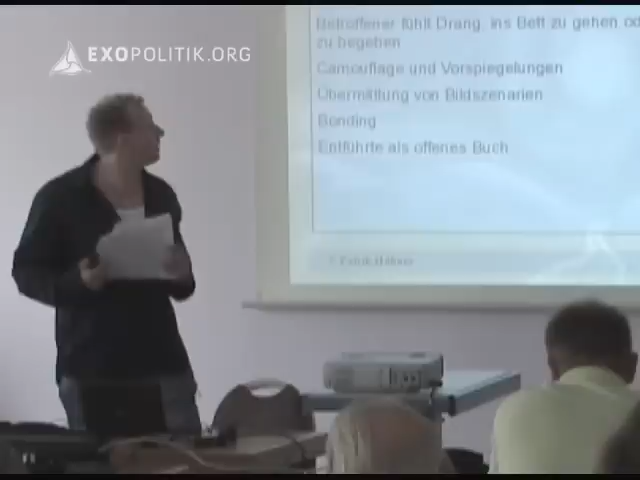 EXOPOLITIK.ORG
Betroffener fühlt Drang, ins Bett zu gehen od
zu begeben
Camouflage und Vorspiegelungen
Übermittlung von Bildszenarien
Bonding
Entführte als offenes Buch